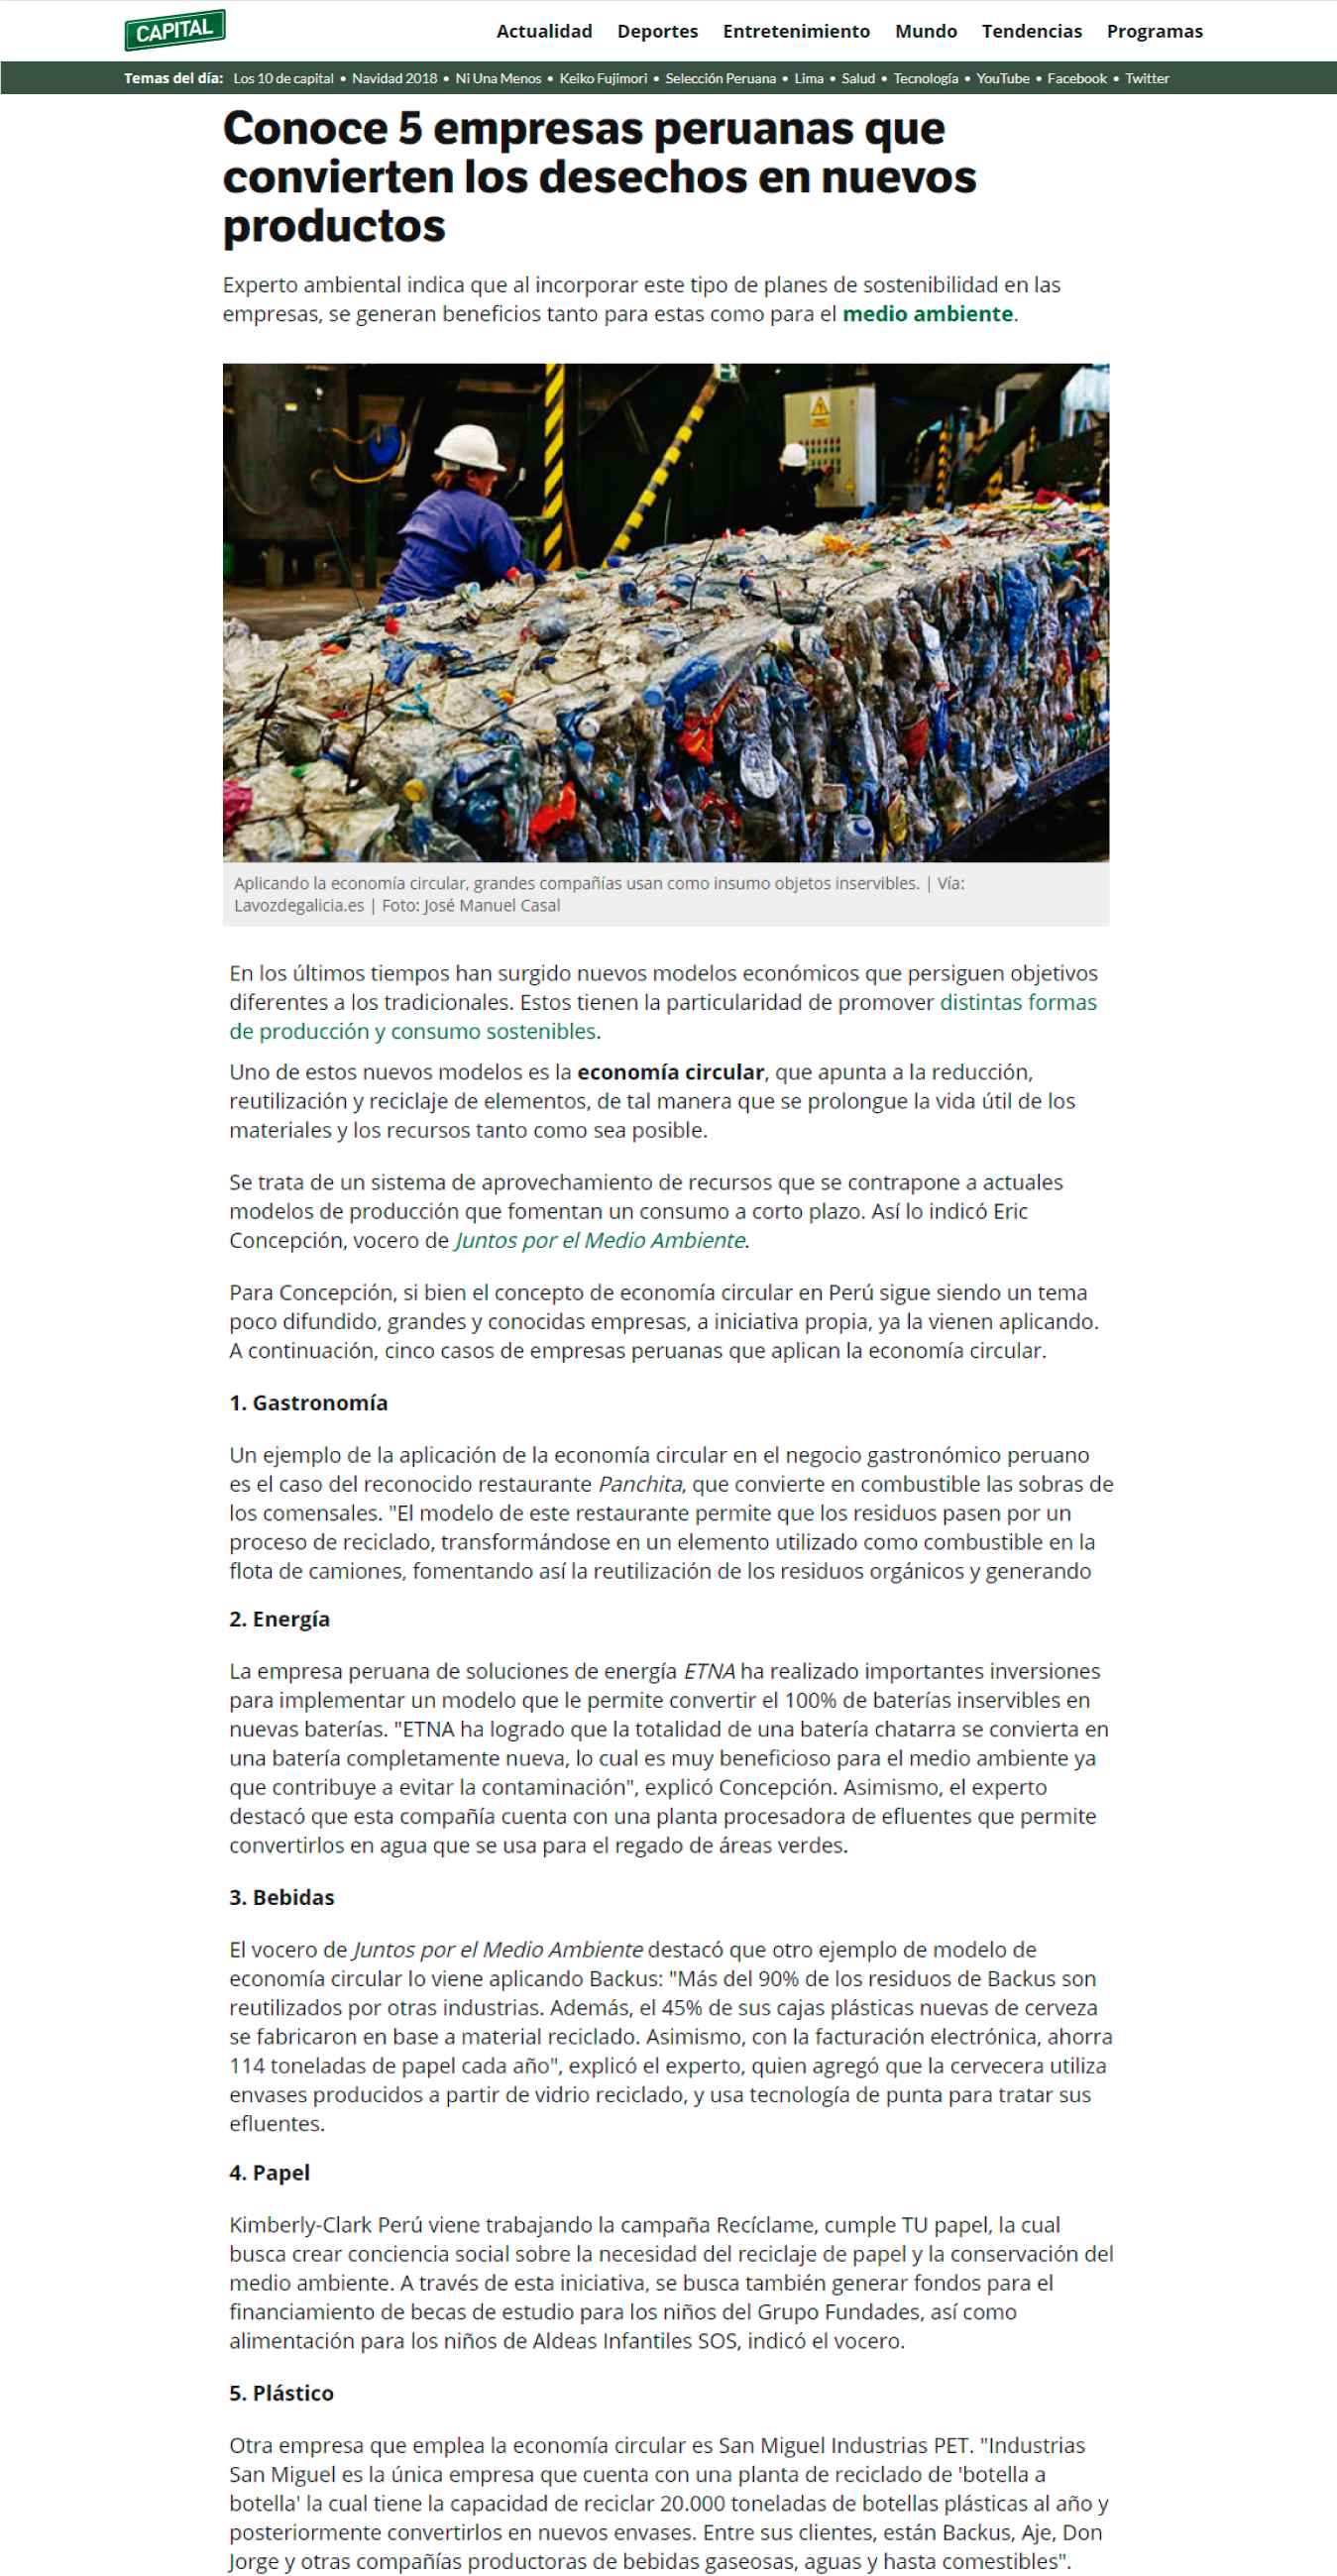 CAPITAL
Actualidad Deportes Entretenimiento Mundo Tendencias Programas
Temas del día: Los 10 de capital • Navidad 2018 • Ni Una Menos • Keiko Fujimori • Selección Peruana • Lima • Salud • Tecnología • YouTube • Facebook • Twitter
Conoce 5 empresas peruanas que
convierten los desechos en nuevos
productos
Experto ambiental indica que al incorporar este tipo de planes de sostenibilidad en las
empresas, se generan beneficios tanto para estas como para el medio ambiente.
Aplicando la economía circular, grandes compañías usan como insumo objetos inservibles. | Vía:
Lavozdegalicia.es | Foto: José Manuel Casal
En los últimos tiempos han surgido nuevos modelos económicos que persiguen objetivos
diferentes a los tradicionales. Estos tienen la particularidad de promover distintas formas
de producción y consumo sostenibles.
Uno de estos nuevos modelos es la economía circular, que apunta a la reducción,
reutilización y reciclaje de elementos, de tal manera que se prolongue la vida útil de los
materiales y los recursos tanto como sea posible.
Se trata de un sistema de aprovechamiento de recursos que se contrapone a actuales
modelos de producción que fomentan un consumo a corto plazo. Así lo indicó Eric
Concepción, vocero de Juntos por el Medio Ambiente.
Para Concepción, si bien el concepto de economía circular en Perú sigue siendo un tema
poco difundido, grandes y conocidas empresas, a iniciativa propia, ya la vienen aplicando.
A continuación, cinco casos de empresas peruanas que aplican la economía circular.
1. Gastronomía
Un ejemplo de la aplicación de la economía circular en el negocio gastronómico peruano
es el caso del reconocido restaurante Panchita, que convierte en combustible las sobras de
los comensales. "El modelo de este restaurante permite que los residuos pasen por un
proceso de reciclado, transformándose en un elemento utilizado como combustible en la
flota de camiones, fomentando así la reutilización de los residuos orgánicos y generando
2. Energía
La empresa peruana de soluciones de energía ETNA ha realizado importantes inversiones
para implementar un modelo que le permite convertir el 100% de baterías inservibles en
nuevas baterías. "ETNA ha logrado que la totalidad de una batería chatarra se convierta en
una batería completamente nueva, lo cual es muy beneficioso para el medio ambiente ya
que contribuye a evitar la contaminación", explicó Concepción. Asimismo, el experto
destacó que esta compañía cuenta con una planta procesadora de efluentes que permite
convertirlos en agua que se usa para el regado de áreas verdes.
3. Bebidas
El vocero de Juntos por el Medio Ambiente destacó que otro ejemplo de modelo de
economía circular lo viene aplicando Backus: "Más del 90% de los residuos de Backus son
reutilizados por otras industrias. Además, el 45% de sus cajas plásticas nuevas de cerveza
se fabricaron en base a material reciclado. Asimismo, con la facturación electrónica, ahorra
114 toneladas de papel cada año", explicó el experto, quien agregó que la cervecera utiliza
envases producidos a partir de vidrio reciclado, y usa tecnología de punta para tratar sus
efluentes.
4. Papel
Kimberly-Clark Perú viene trabajando la campaña Recíclame, cumple TU papel, la cual
busca crear conciencia social sobre la necesidad del reciclaje de papel y la conservación del
medio ambiente. A través de esta iniciativa, se busca también generar fondos para el
financiamiento de becas de estudio para los niños del Grupo Fundades, así como
alimentación para los niños de Aldeas Infantiles SOS, indicó el vocero.
5. Plástico
Otra empresa que emplea la economía circular es San Miguel Industrias PET. "Industrias
San Miguel es la única empresa que cuenta con una planta de reciclado de 'botella a
botella' la cual tiene la capacidad de reciclar 20.000 toneladas de botellas plásticas al año y
posteriormente convertirlos en nuevos envases. Entre sus clientes, están Backus, Aje, Don
Jorge y otras compañías productoras de bebidas gaseosas, aguas y hasta comestibles".